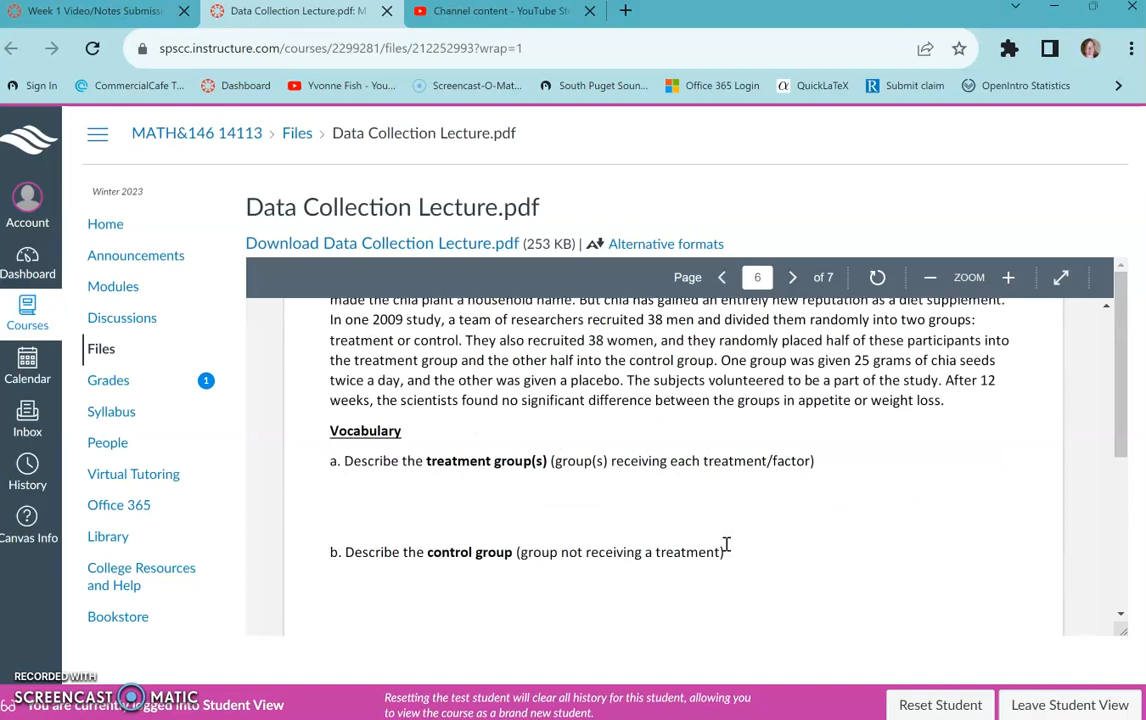 Week 1 Video/Notes Submissi
Data Collection Lecture.pdf: M
Channel content - YouTube St
spscc.instructure.com/courses/2299281/files/212252993?wrap=1
Sign In
CommercialCafe T...
Dashboard
Yvonne Fish - You...
Screencast-O-Mat...
South Puget Soun...
Office 365 Login
QuickLaTeX
Submit claim
OpenIntro Statistics
MATH&146 14113 › Files › Data Collection Lecture.pdf
Account
Dashboard
Courses
Calendar
Inbox
History
Canvas Info
Winter 2023
Home
Announcements
Modules
Discussions
Files
Grades 1
Syllabus
People
Virtual Tutoring
Office 365
Library
College Resources
and Help
Bookstore
Data Collection Lecture.pdf
Download Data Collection Lecture.pdf (253 KB) | Alternative formats
Page 6 of 7 ZOOM
made the chia plant a household name. But chia has gained an entirely new reputation as a diet supplement.
In one 2009 study, a team of researchers recruited 38 men and divided them randomly into two groups:
treatment or control. They also recruited 38 women, and they randomly placed half of these participants into
the treatment group and the other half into the control group. One group was given 25 grams of chia seeds
twice a day, and the other was given a placebo. The subjects volunteered to be a part of the study. After 12
weeks, the scientists found no significant difference between the groups in appetite or weight loss.
Vocabulary
a. Describe the treatment group(s) (group(s) receiving each treatment/factor)
b. Describe the control group (group not receiving a treatment)
RECORDED WITH
SCREENCAST MATIC
You are currently logged into Student View
Resetting the test student will clear all history for this student, allowing you
to view the course as a brand new student.
Reset Student
Leave Student View